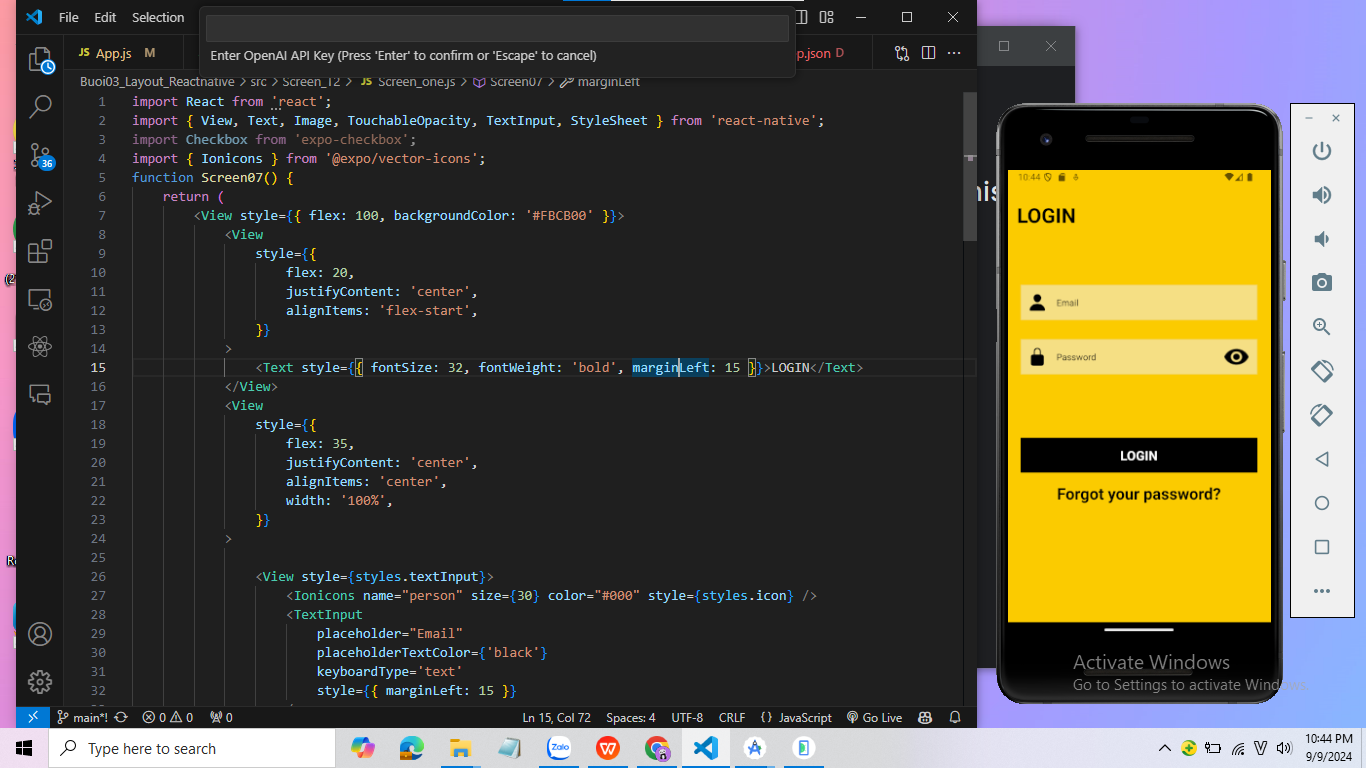 File Edit Selection
Enter OpenAI API Key (Press 'Enter' to confirm or 'Escape' to cancel)
JS App.js M
p.json D
Buoi03_Layout_Reactnative > src > Screen_12 > JS Screen_one.js > Screen07 > marginLeft
1 import React from 'react';
2 import { View, Text, Image, TouchableOpacity, TextInput, StyleSheet } from 'react-native';
3 import Checkbox from 'expo-checkbox';
4 import { Ionicons } from '@expo/vector-icons';
5 function Screen07() {
6 return (
7 <View style={{ flex: 100, backgroundColor: '#FBCB00' }}>
8 <View
9 style={{
10 flex: 20,
11 justifyContent: 'center',
12 alignItems: 'flex-start',
13 }}
14 >
15 <Text style={{ fontSize: 32, fontWeight: 'bold', marginLeft: 15 }}>LOGIN</Text>
16 </View>
17 <View
18 style={{
19 flex: 35,
20 justifyContent: 'center',
21 alignItems: 'center',
22 width: '100%',
23 }}
24 >
25
26 <View style={styles.textInput}>
27 <Ionicons name="person" size={30} color="#000" style={styles.icon} />
28 <TextInput
29 placeholder="Email"
30 placeholderTextColor={'black'}
31 keyboardType='text'
32 style={{ marginLeft: 15 }}
36
main*! 0 0 0
Ln 15, Col 72 Spaces: 4 UTF-8 CRLF {} JavaScript Go Live
his
10:44
LOGIN
Email
Password
LOGIN
Forgot your password?
Activate Windows
Go to Settings to activate Windows.
Type here to search
Zalo
10:44 PM
9/9/2024